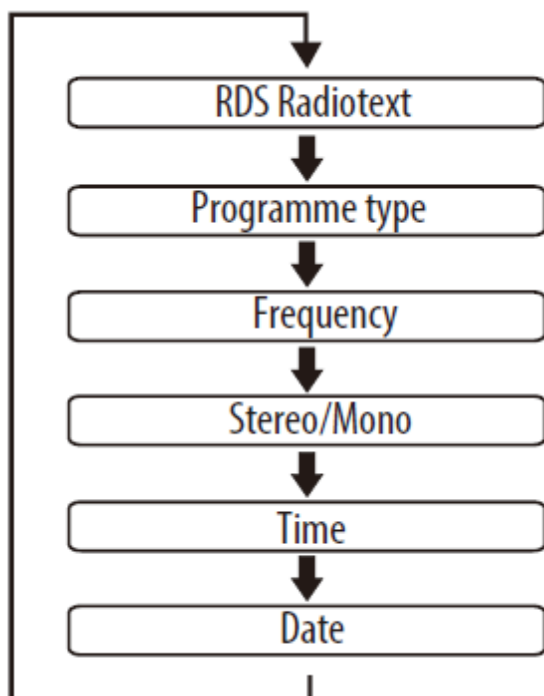 RDS Radiotext
Programme type
Frequency
Stereo/Mono
Time
Date